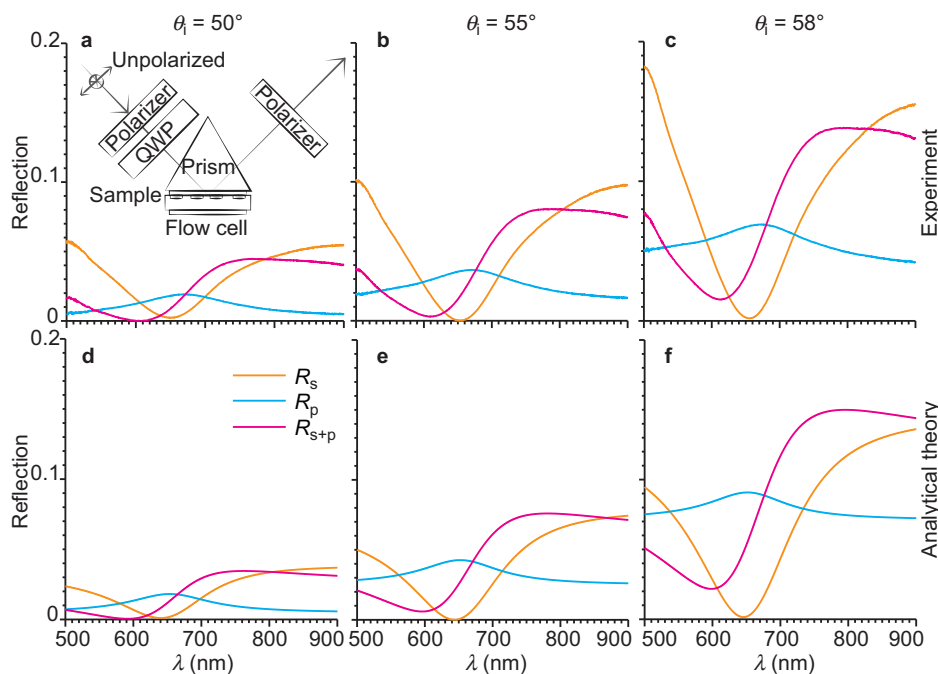 θi = 50°
θi = 55°
θi = 58°
a
b
c
0.2
0.1
0
Reflection
Unpolarized
Polarizer
QWP
Prism
Polarizer
Sample
Flow cell
Experiment
d
e
f
0.2
0.1
0
Reflection
Rs
Rp
Rs+p
Analytical theory
500 600 700 800 900
500 600 700 800 900
500 600 700 800 900
λ (nm)
λ (nm)
λ (nm)